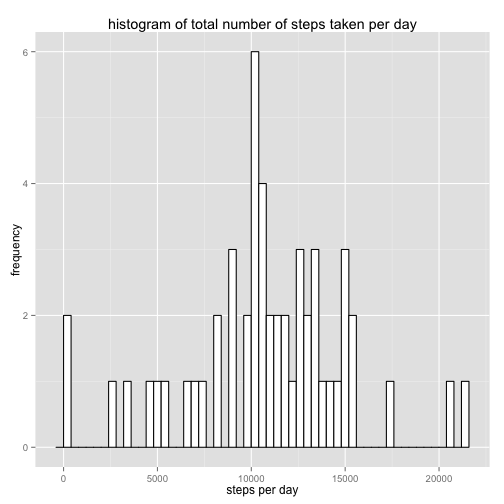 histogram of total number of steps taken per day
6
4
2
0
frequency
0 5000 10000 15000 20000
steps per day